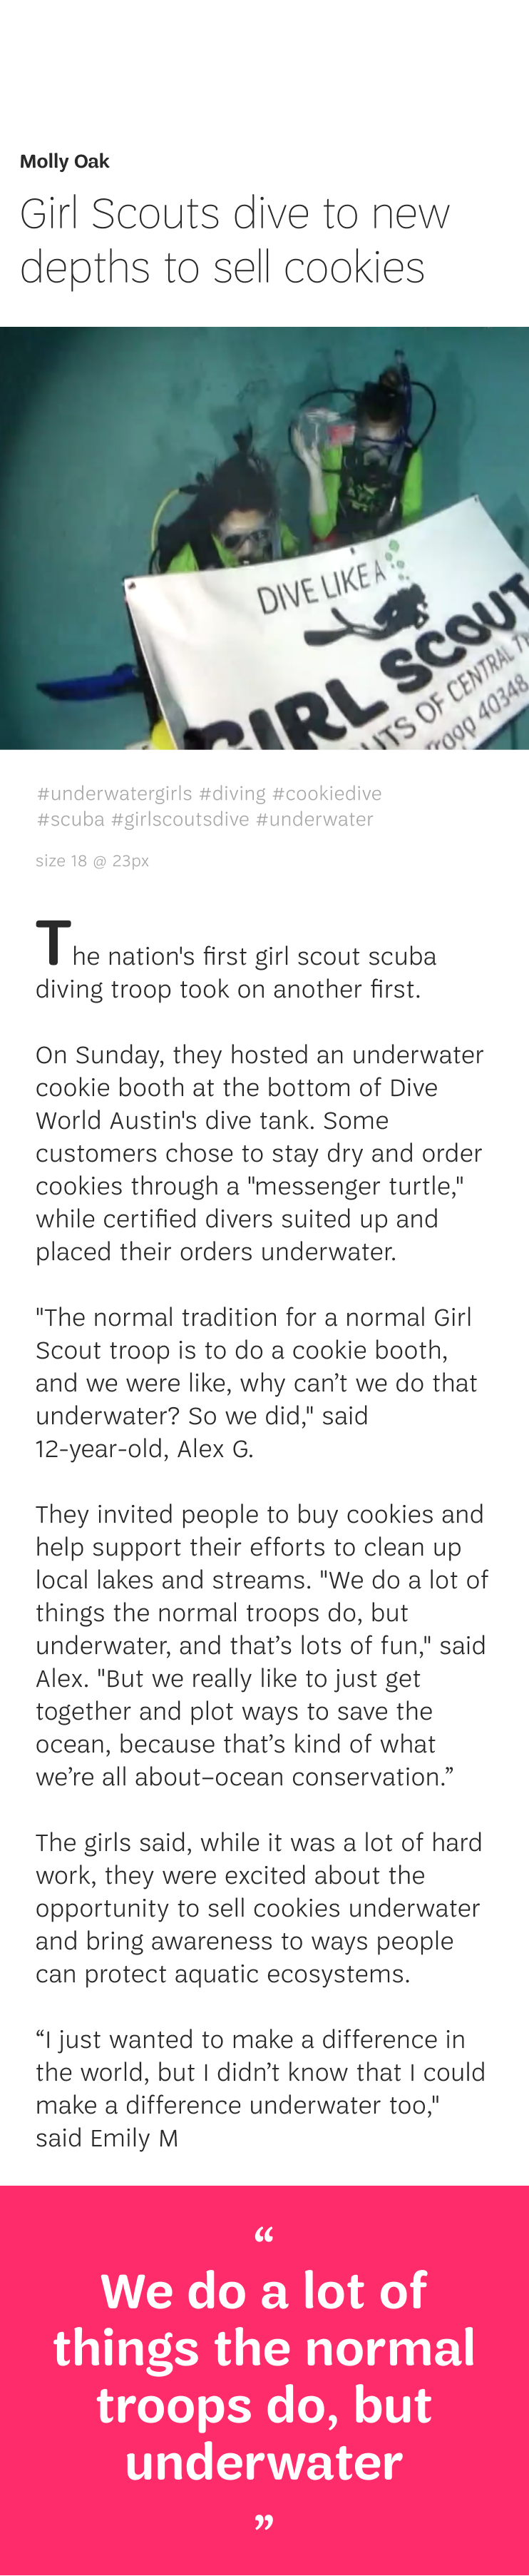 Molly Oak
Girl Scouts dive to new
depths to sell cookies
DIVE LIKE A
GIRL SCOUT
UTS OF CENTRAL T
Troop 40348
#underwatergirls #diving #cookiedive
#scuba #girlscoutsdive #underwater
size 18 @ 23px
The nation's first girl scout scuba
diving troop took on another first.
On Sunday, they hosted an underwater
cookie booth at the bottom of Dive
World Austin's dive tank. Some
customers chose to stay dry and order
cookies through a "messenger turtle,"
while certified divers suited up and
placed their orders underwater.
"The normal tradition for a normal Girl
Scout troop is to do a cookie booth,
and we were like, why can’t we do that
underwater? So we did," said
12-year-old, Alex G.
They invited people to buy cookies and
help support their efforts to clean up
local lakes and streams. "We do a lot of
things the normal troops do, but
underwater, and that’s lots of fun," said
Alex. "But we really like to just get
together and plot ways to save the
ocean, because that’s kind of what
we’re all about–ocean conservation.”
The girls said, while it was a lot of hard
work, they were excited about the
opportunity to sell cookies underwater
and bring awareness to ways people
can protect aquatic ecosystems.
“I just wanted to make a difference in
the world, but I didn’t know that I could
make a difference underwater too,"
said Emily M
“
We do a lot of
things the normal
troops do, but
underwater
”